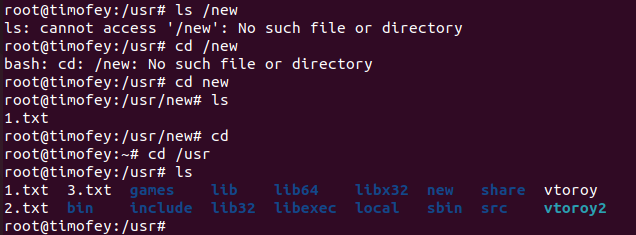 root@timofey:/usr# ls /new
ls: cannot access '/new': No such file or directory
root@timofey:/usr# cd /new
bash: cd: /new: No such file or directory
root@timofey:/usr# cd new
root@timofey:/usr/new# ls
1.txt
root@timofey:/usr/new# cd
root@timofey:~# cd /usr
root@timofey:/usr# ls
1.txt  3.txt  games    lib    lib64    libx32  new   share  vtoroy
2.txt  bin    include  lib32  libexec  local   sbin  src    vtoroy2
root@timofey:/usr#